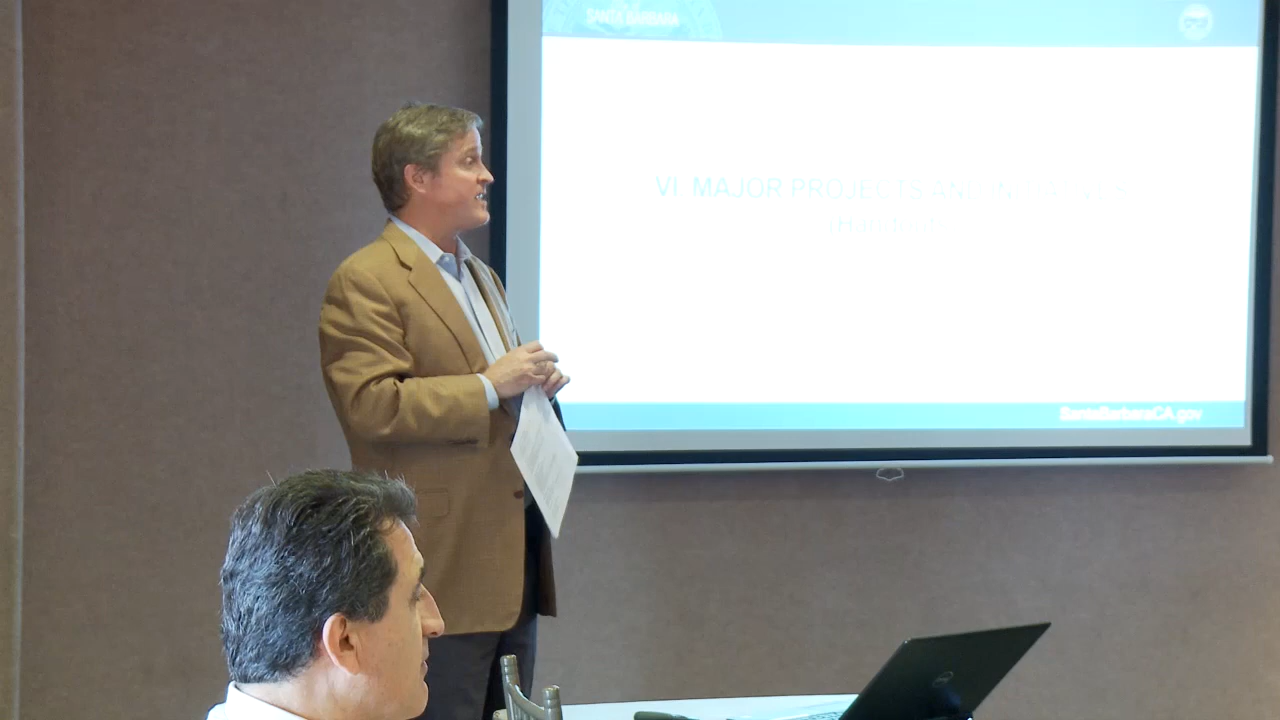 SANTA BARBARA
VI. MAJOR PROJECTS AND INITIATIVES
(Handout
SantaBarbaraCA.gov